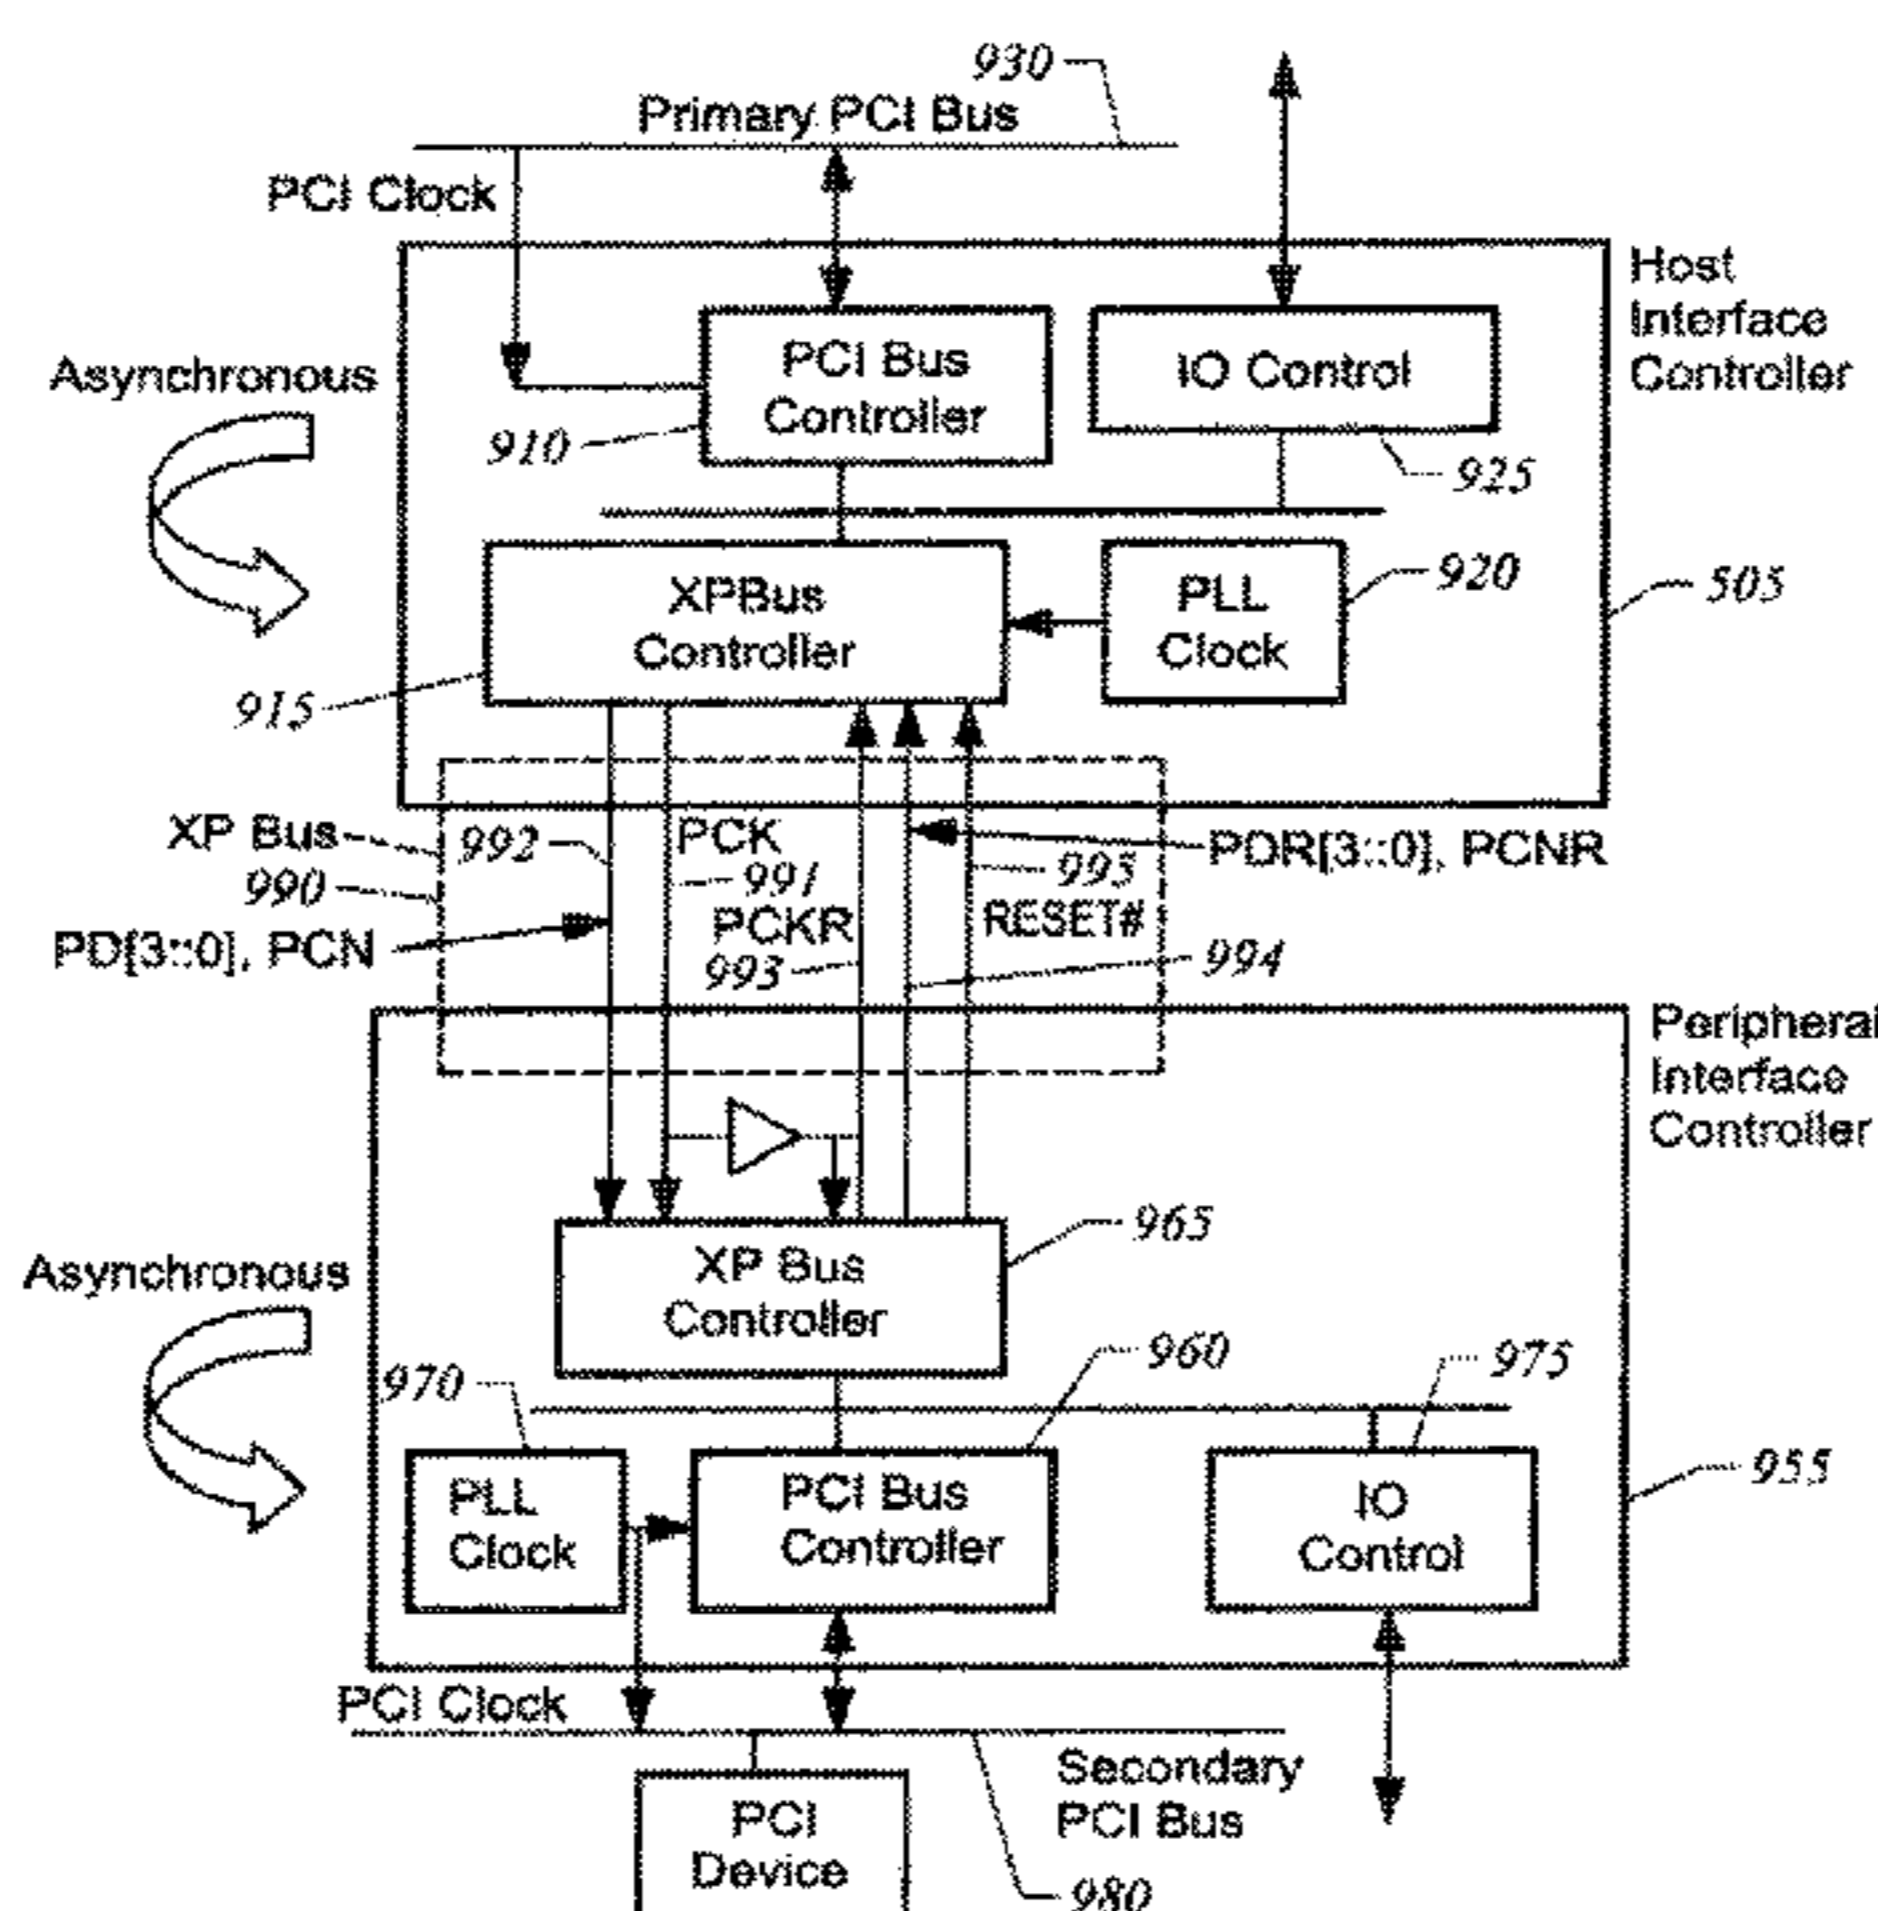 930
Primary PCI Bus
PCI Clock
Host
Interface
Controller
PCI Bus
Controller
IO Control
Asynchronous
910
925
XPBus
Controller
PLL
Clock
920
505
915
XP Bus
990
992
PCK
991
PDR[3::0], PCNR
995
PD[3::0], PCN
PCKR
993
RESET#
994
Peripheral
Interface
Controller
965
XP Bus
Controller
Asynchronous
970
960
975
PLL
Clock
PCI Bus
Controller
IO
Control
955
PCI Clock
Secondary
PCI Bus
PCI
Device
980